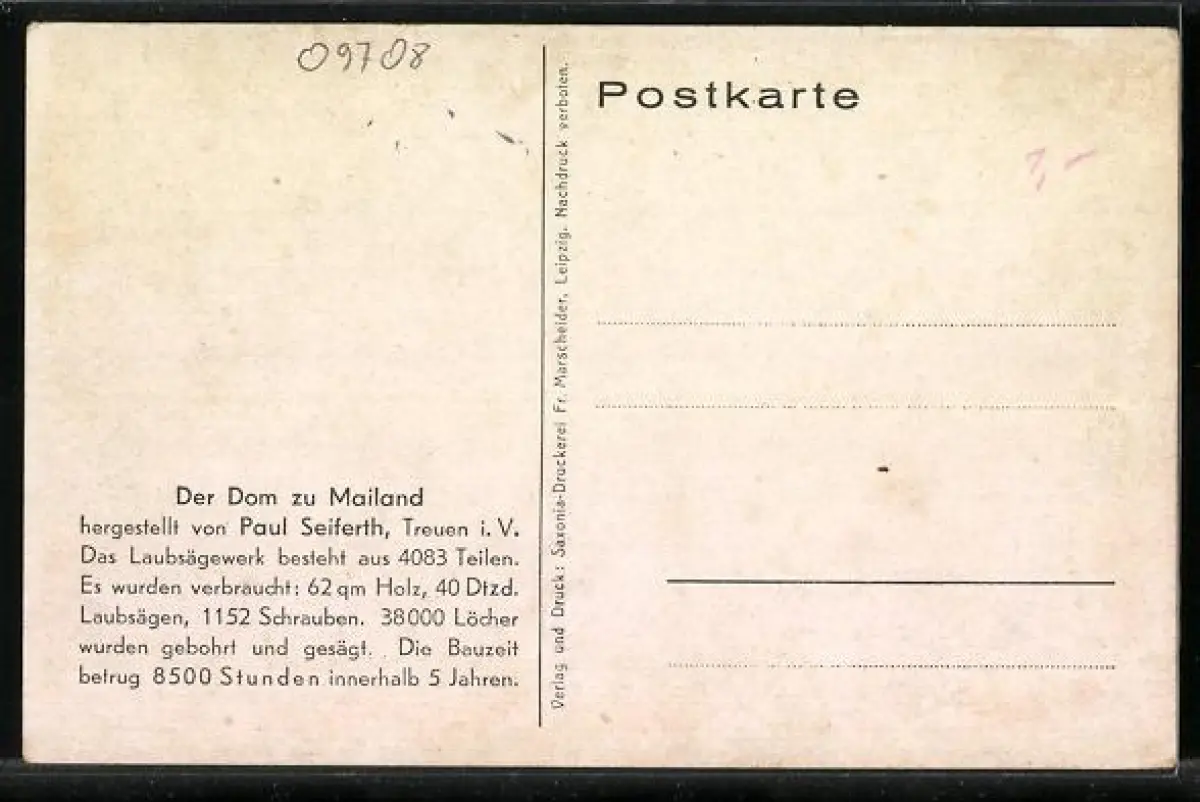 09708
Der Dom zu Mailand
hergestellt von Paul Seiferth, Treuen i. V.
Das Laubsägewerk besteht aus 4083 Teilen.
Es wurden verbraucht: 62 qm Holz, 40 Dtzd.
Laubsägen, 1152 Schrauben. 38000 Löcher
wurden gebohrt und gesägt. Die Bauzeit
betrug 8500 Stunden innerhalb 5 Jahren.
Verlag und Druck: Saxonia-Druckerei Fr. Marscheider, Leipzig. Nachdruck verboten.
Postkarte
3,-